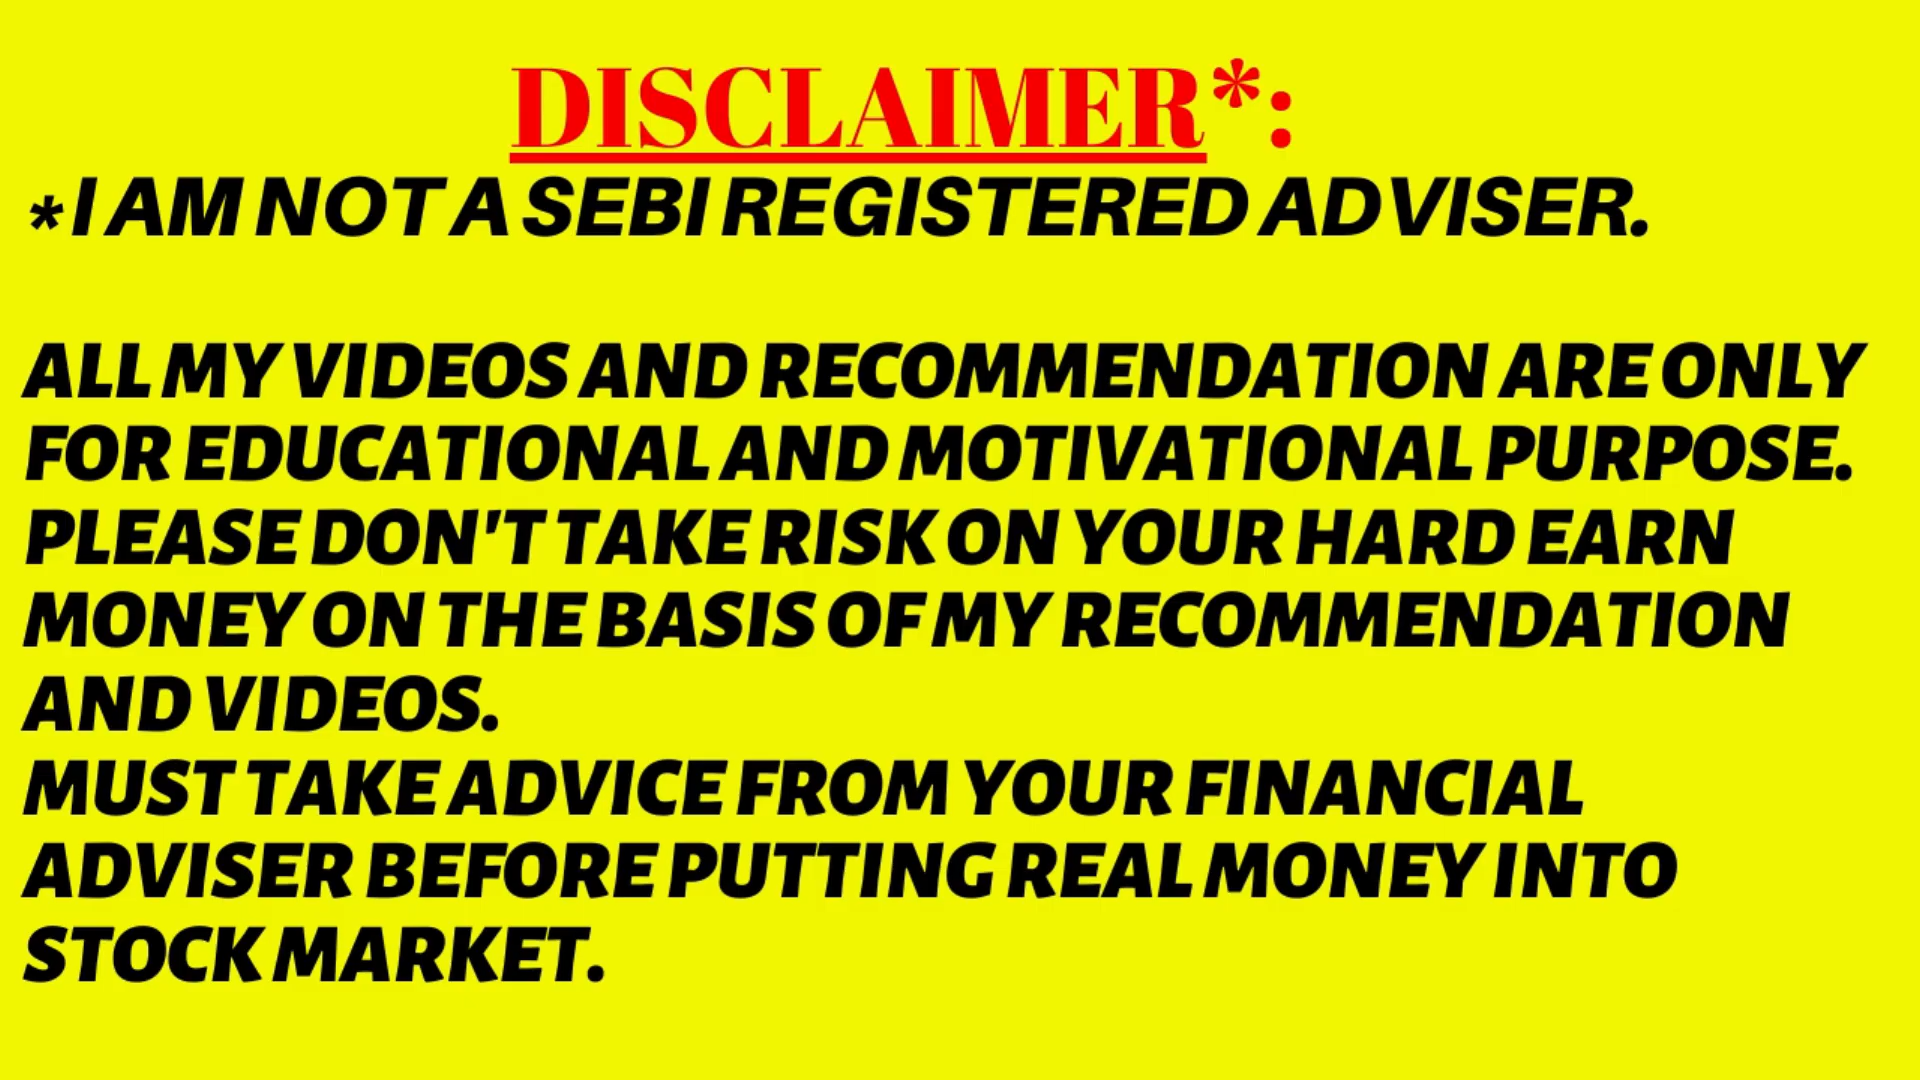 DISCLAIMER*:
*I AM NOT A SEBI REGISTERED ADVISER.
ALL MY VIDEOS AND RECOMMENDATION ARE ONLY
FOR EDUCATIONAL AND MOTIVATIONAL PURPOSE.
PLEASE DON'T TAKE RISK ON YOUR HARD EARN
MONEY ON THE BASIS OF MY RECOMMENDATION
AND VIDEOS.
MUST TAKE ADVICE FROM YOUR FINANCIAL
ADVISER BEFORE PUTTING REAL MONEY INTO
STOCK MARKET.